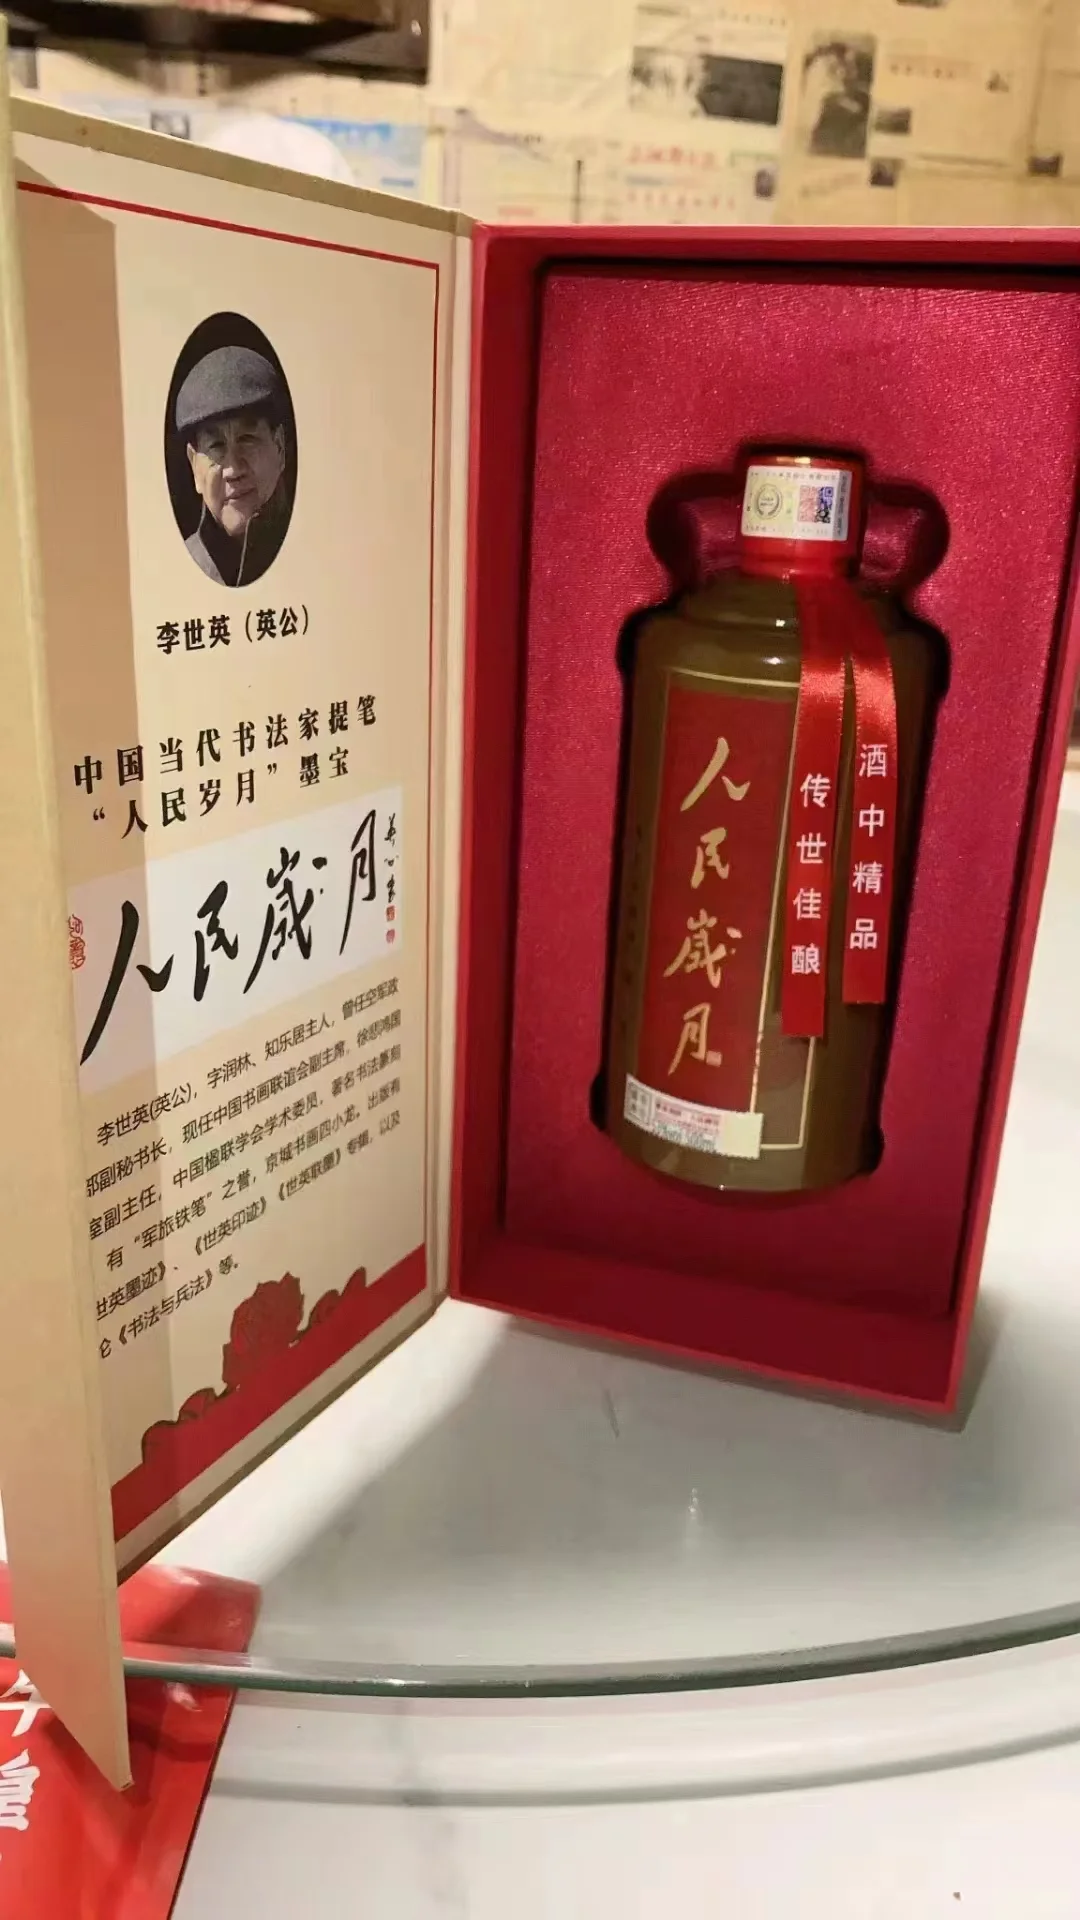 李世英（英公）
中国当代书法家提笔
“人民岁月”墨宝
人民歲月
李世英(英公)，字润林、知乐居主人，曾任空军政
部副秘书长，现任中国书画联谊会副主席，徐悲鸿国
室副主任，中国楹联学会学术委员，著名书法篆刻
有“军旅铁笔”之誉，京城书画四小龙。出版有
世英墨迹》、《世英印迹》《世英联墨》专辑，以及
《书法与兵法》等。
人民歲月
传世佳酿
酒中精品